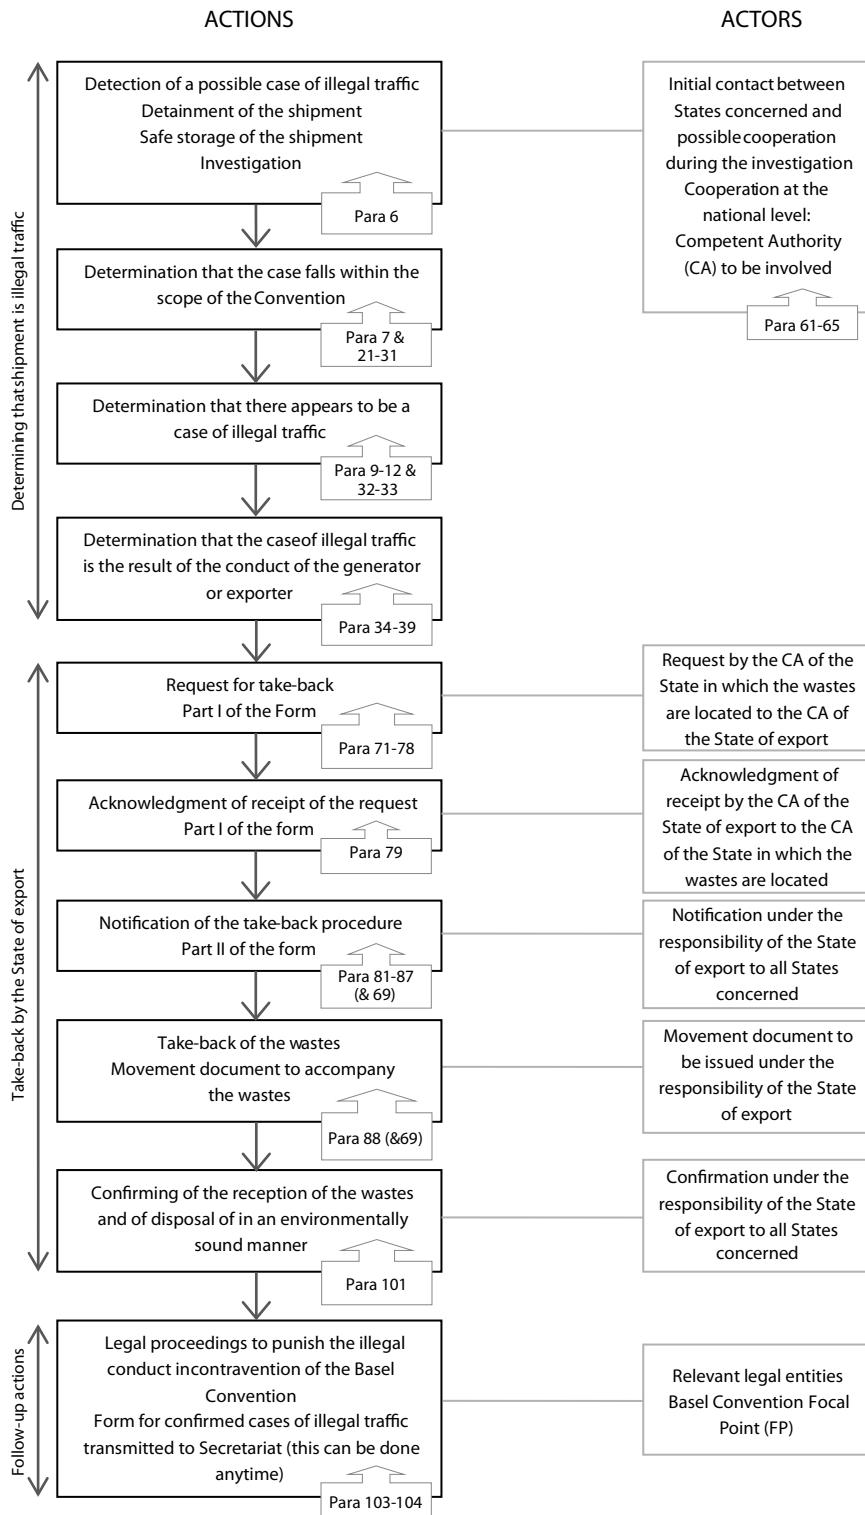 ACTIONS
ACTORS
Determining that shipment is illegal traffic
Detection of a possible case of illegal traffic
Detainment of the shipment
Safe storage of the shipment
Investigation
Para 6
Initial contact between
States concerned and
possible cooperation
during the investigation
Cooperation at the
national level:
Competent Authority
(CA) to be involved
Para 61-65
Determination that the case falls within the
scope of the Convention
Para 7 &
21-31
Determination that there appears to be a
case of illegal traffic
Para 9-12 &
32-33
Determination that the caseof illegal traffic
is the result of the conduct of the generator
or exporter
Para 34-39
Take-back by the State of export
Request for take-back
Part I of the Form
Para 71-78
Request by the CA of the
State in which the wastes
are located to the CA of
the State of export
Acknowledgment of receipt of the request
Part I of the form
Para 79
Acknowledgment of
receipt by the CA of the
State of export to the CA
of the State in which the
wastes are located
Notification of the take-back procedure
Part II of the form
Para 81-87
(& 69)
Notification under the
responsibility of the State
of export to all States
concerned
Take-back of the wastes
Movement document to accompany
the wastes
Para 88 (&69)
Movement document to
be issued under the
responsibility of the State
of export
Confirming of the reception of the wastes
and of disposal of in an environmentally
sound manner
Para 101
Confirmation under the
responsibility of the State
of export to all States
concerned
Follow-up actions
Legal proceedings to punish the illegal
conduct incontravention of the Basel
Convention
Form for confirmed cases of illegal traffic
transmitted to Secretariat (this can be done
anytime)
Para 103-104
Relevant legal entities
Basel Convention Focal
Point (FP)